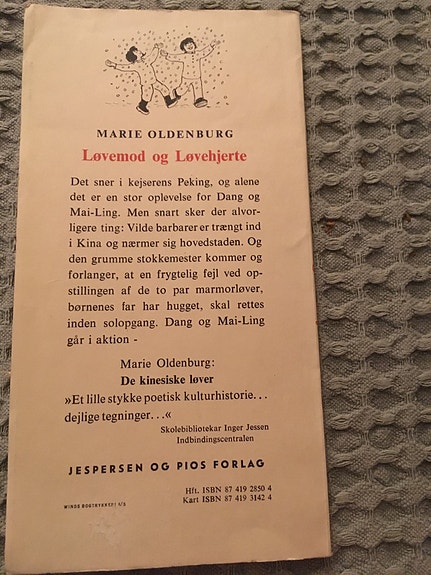 MARIE OLDENBURG
Løvemod og Løvehjerte
Det sner i kejserens Peking, og alene
det er en stor oplevelse for Dang og
Mai-Ling. Men snart sker der alvor-
ligere ting: Vilde barbarer er trængt ind
i Kina og nærmer sig hovedstaden. Og
den grumme stokkemester kommer og
forlanger, at en frygtelig fejl ved op-
stillingen af de to par marmorløver,
børnenes far har hugget, skal rettes
inden solopgang. Dang og Mai-Ling
går i aktion -
Marie Oldenburg:
De kinesiske løver
»Et lille stykke poetisk kulturhistorie...
dejlige tegninger...«
Skolebibliotekar Inger Jessen
Indbindingscentralen
JESPERSEN OG PIOS FORLAG
Hft. ISBN 87 419 2850 4
Kart ISBN 87 419 3142 4
WINDS BOGTRYKKERI